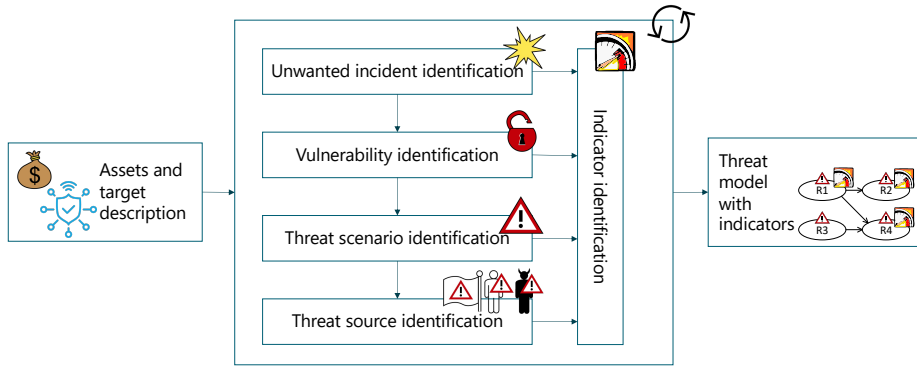 Unwanted incident identification
Vulnerability identification
Threat scenario identification
Threat source identification
Indicator identification
$
Assets and
target
description
Threat
model
with
indicators
R1
R2
R3
R4